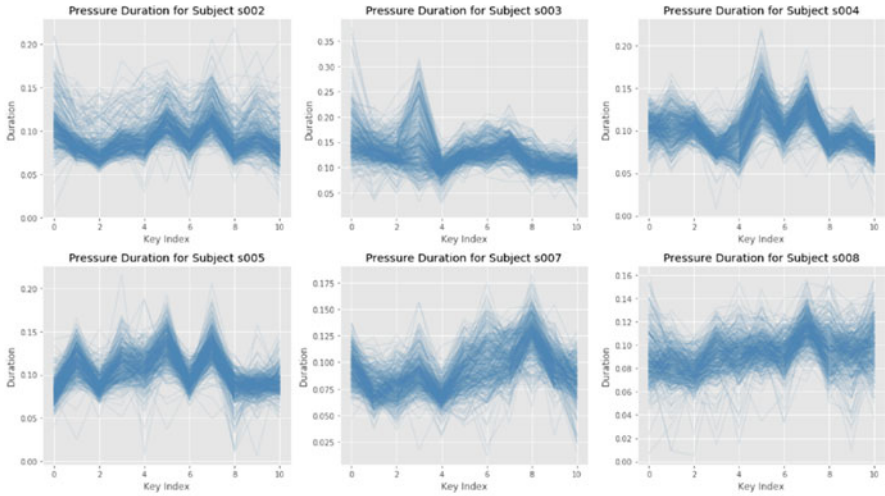 Pressure Duration for Subject s002
0.20
0.15
0.10
0.05
0.00
Duration
0 2 4 6 8 10
Key Index
Pressure Duration for Subject s003
0.35
0.30
0.25
0.20
0.15
0.10
0.05
Duration
0 2 4 6 8 10
Key Index
Pressure Duration for Subject s004
0.20
0.15
0.10
0.05
0.00
Duration
0 2 4 6 8 10
Key Index
Pressure Duration for Subject s005
0.20
0.15
0.10
0.05
0.00
Duration
0 2 4 6 8 10
Key Index
Pressure Duration for Subject s007
0.175
0.150
0.125
0.100
0.075
0.050
0.025
Duration
0 2 4 6 8 10
Key Index
Pressure Duration for Subject s008
0.16
0.14
0.12
0.10
0.08
0.06
0.04
0.02
0.00
Duration
0 2 4 6 8 10
Key Index